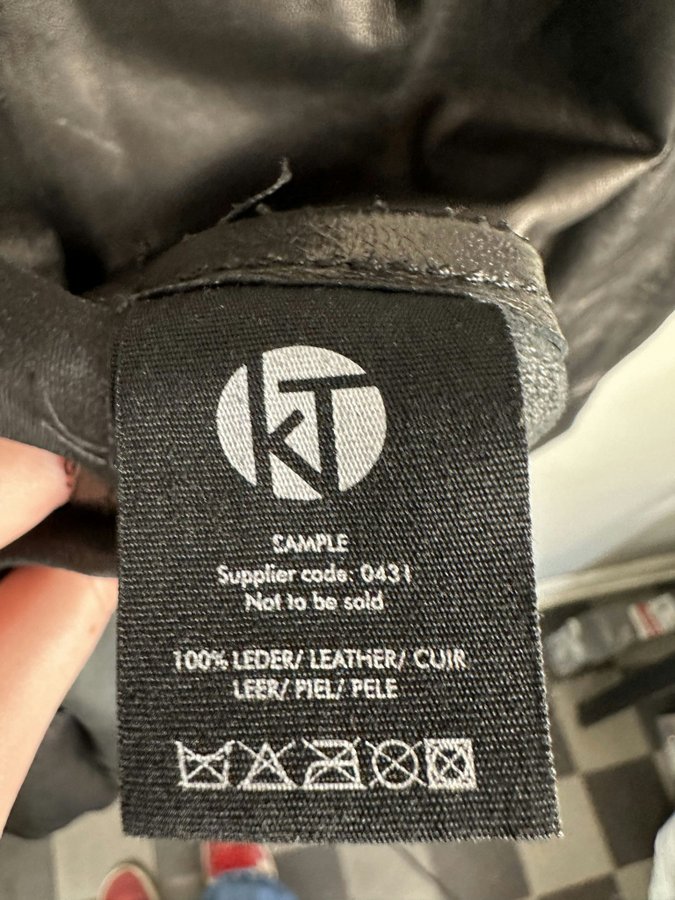 KT
SAMPLE
Supplier code: 0431
Not to be sold
100% LEDER/ LEATHER/ CUIR
LEER/ PIEL/ PELE